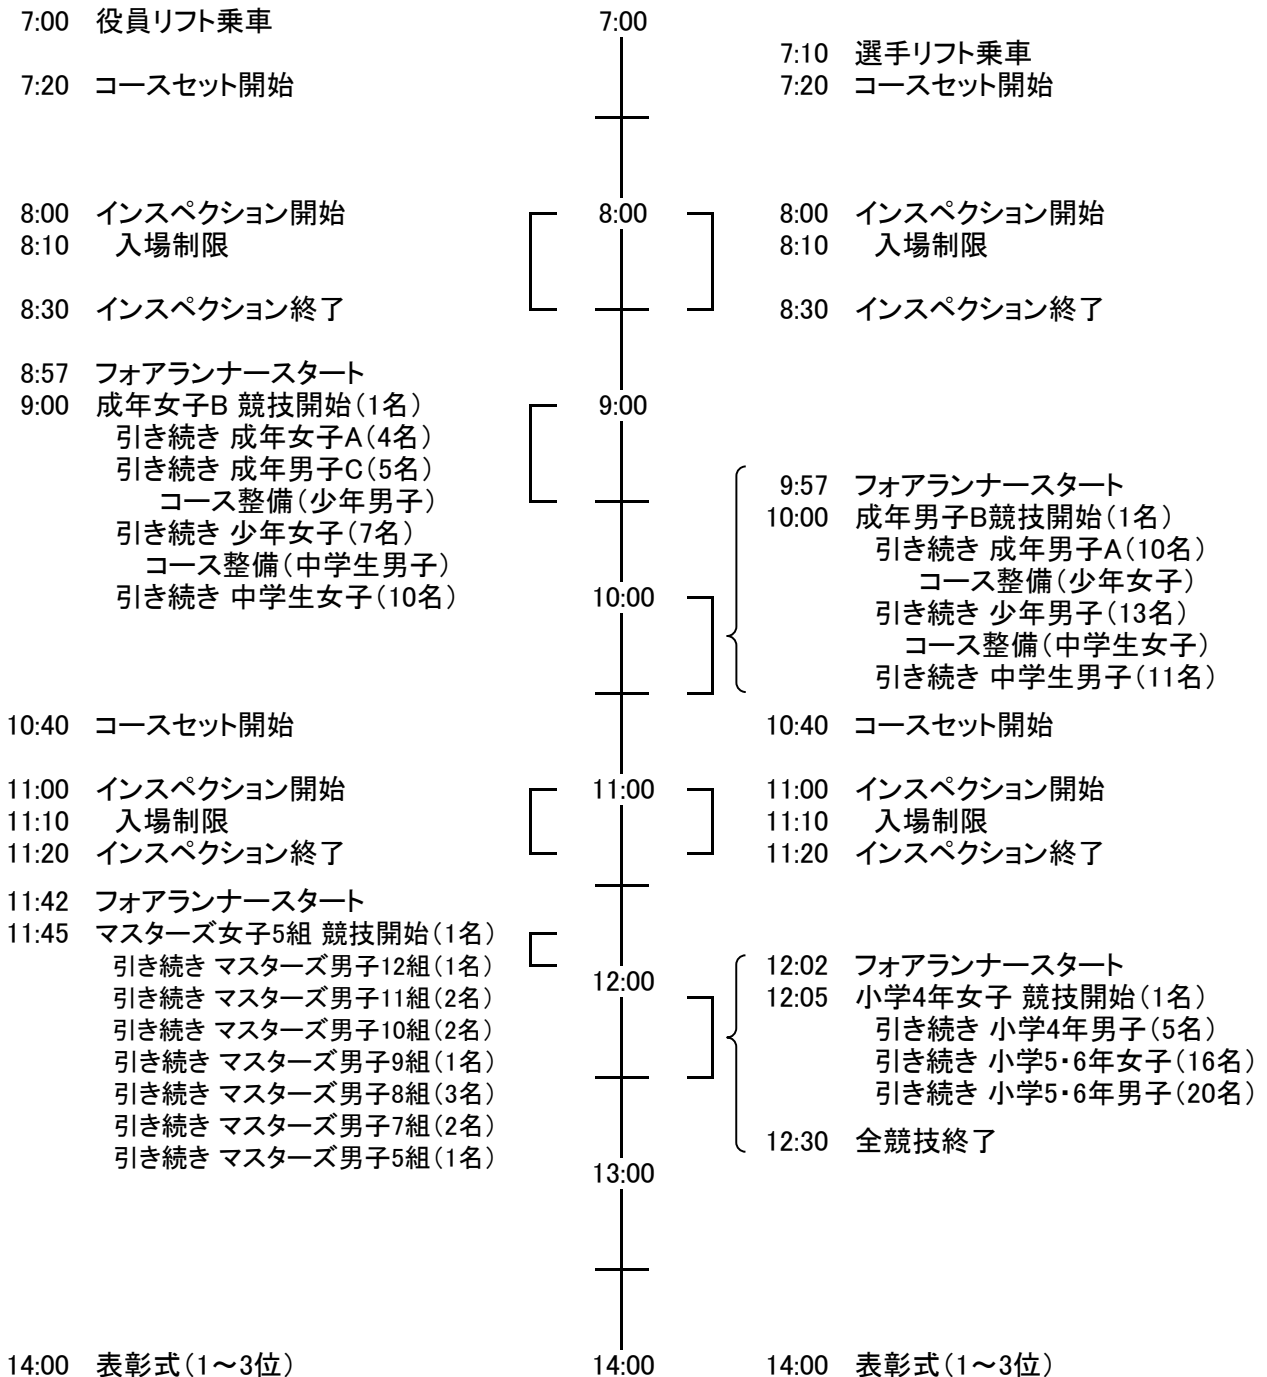 7:00 役員リフト乗車
7:20 コースセット開始
8:00 インスペクション開始
8:10 入場制限
8:30 インスペクション終了
8:57 フォアランナースタート
9:00 成年女子B 競技開始(1名)
引き続き 成年女子A(4名)
引き続き 成年男子C(5名)
コース整備(少年男子)
引き続き 少年女子(7名)
コース整備(中学生男子)
引き続き 中学生女子(10名)
10:40 コースセット開始
11:00 インスペクション開始
11:10 入場制限
11:20 インスペクション終了
11:42 フォアランナースタート
11:45 マスターズ女子5組 競技開始(1名)
引き続き マスターズ男子12組(1名)
引き続き マスターズ男子11組(2名)
引き続き マスターズ男子10組(2名)
引き続き マスターズ男子9組(1名)
引き続き マスターズ男子8組(3名)
引き続き マスターズ男子7組(2名)
引き続き マスターズ男子5組(1名)
14:00 表彰式(1~3位)
7:00
8:00
9:00
10:00
11:00
12:00
13:00
14:00
7:10 選手リフト乗車
7:20 コースセット開始
8:00 インスペクション開始
8:10 入場制限
8:30 インスペクション終了
9:57 フォアランナースタート
10:00 成年男子B競技開始(1名)
引き続き 成年男子A(10名)
コース整備(少年女子)
引き続き 少年男子(13名)
コース整備(中学生女子)
引き続き 中学生男子(11名)
10:40 コースセット開始
11:00 インスペクション開始
11:10 入場制限
11:20 インスペクション終了
12:02 フォアランナースタート
12:05 小学4年女子 競技開始(1名)
引き続き 小学4年男子(5名)
引き続き 小学5・6年女子(16名)
引き続き 小学5・6年男子(20名)
12:30 全競技終了
14:00 表彰式(1~3位)